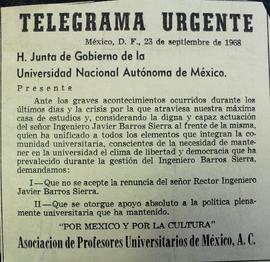 TELEGRAMA URGENTE
México, D. F., 23 de septiembre de 1968
H. Junta de Gobierno de la
Universidad Nacional Autónoma de México.
Presente
Ante los graves acontecimientos ocurridos durante los
últimos días y la crisis por la que atraviesa nuestra máxima
casa de estudios y, considerando la digna y capaz actuación
del señor Ingeniero Javier Barros Sierra al frente de la misma,
quien ha unificado a todos los elementos que integran la co-
munidad universitaria, conscientes de la necesidad de mante-
ner en la universidad el clima de libertad y democracia que ha
prevalecido durante la gestión del Ingeniero Barros Sierra,
demandamos:
I—Que no se acepte la renuncia del señor Rector Ingeniero
Javier Barros Sierra.
II—Que se otorgue apoyo absoluto a la política plena-
mente universitaria que ha mantenido.
"POR MEXICO Y POR LA CULTURA"
Asociacion de Profesores Universitarios de México, A. C.